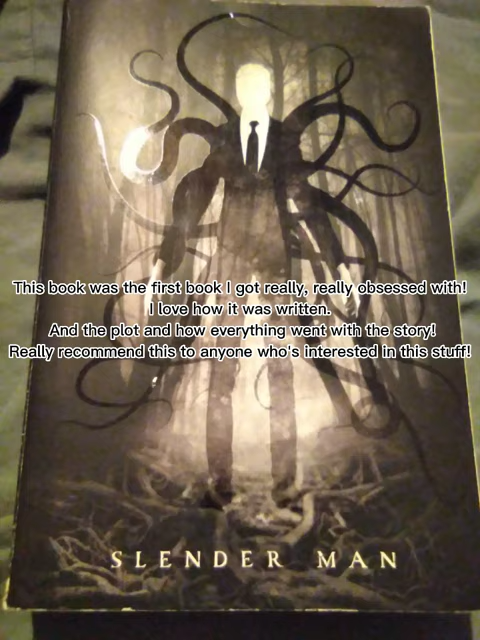 This book was the first book I got really, really obsessed with!
I love how it was written.
And the plot and how everything went with the story!
Really recommend this to anyone who's interested in this stuff!
SLENDER MAN